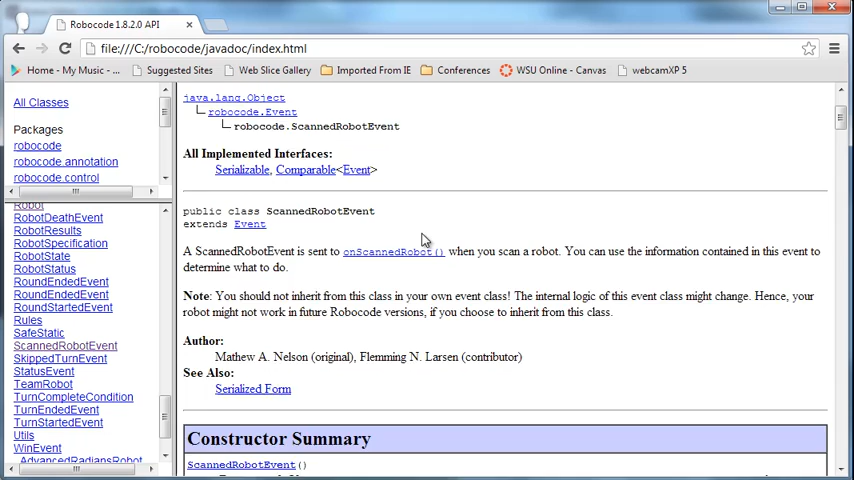 Robocode 1.8.2.0 API
file:///C:/robocode/javadoc/index.html
Home - My Music - ... Suggested Sites Web Slice Gallery Imported From IE Conferences WSU Online - Canvas webcamXP 5
All Classes
Packages
robocode
robocode.annotation
robocode.control
Robot
RobotDeathEvent
RobotResults
RobotSpecification
RobotState
RobotStatus
RoundEndedEvent
RoundEndedEvent
RoundStartedEvent
Rules
SafeStatic
ScannedRobotEvent
SkippedTurnEvent
StatusEvent
TeamRobot
TurnCompleteCondition
TurnEndedEvent
TurnStartedEvent
Utils
WinEvent
_AdvancedRadiansRobot
java.lang.Object
robocode.Event
robocode.ScannedRobotEvent
All Implemented Interfaces:
Serializable, Comparable<Event>
public class ScannedRobotEvent
extends Event
A ScannedRobotEvent is sent to onScannedRobot() when you scan a robot. You can use the information contained in this event to
determine what to do.
Note: You should not inherit from this class in your own event class! The internal logic of this event class might change. Hence, your
robot might not work in future Robocode versions, if you choose to inherit from this class.
Author:
Mathew A. Nelson (original), Flemming N. Larsen (contributor)
See Also:
Serialized Form
Constructor Summary
ScannedRobotEvent()